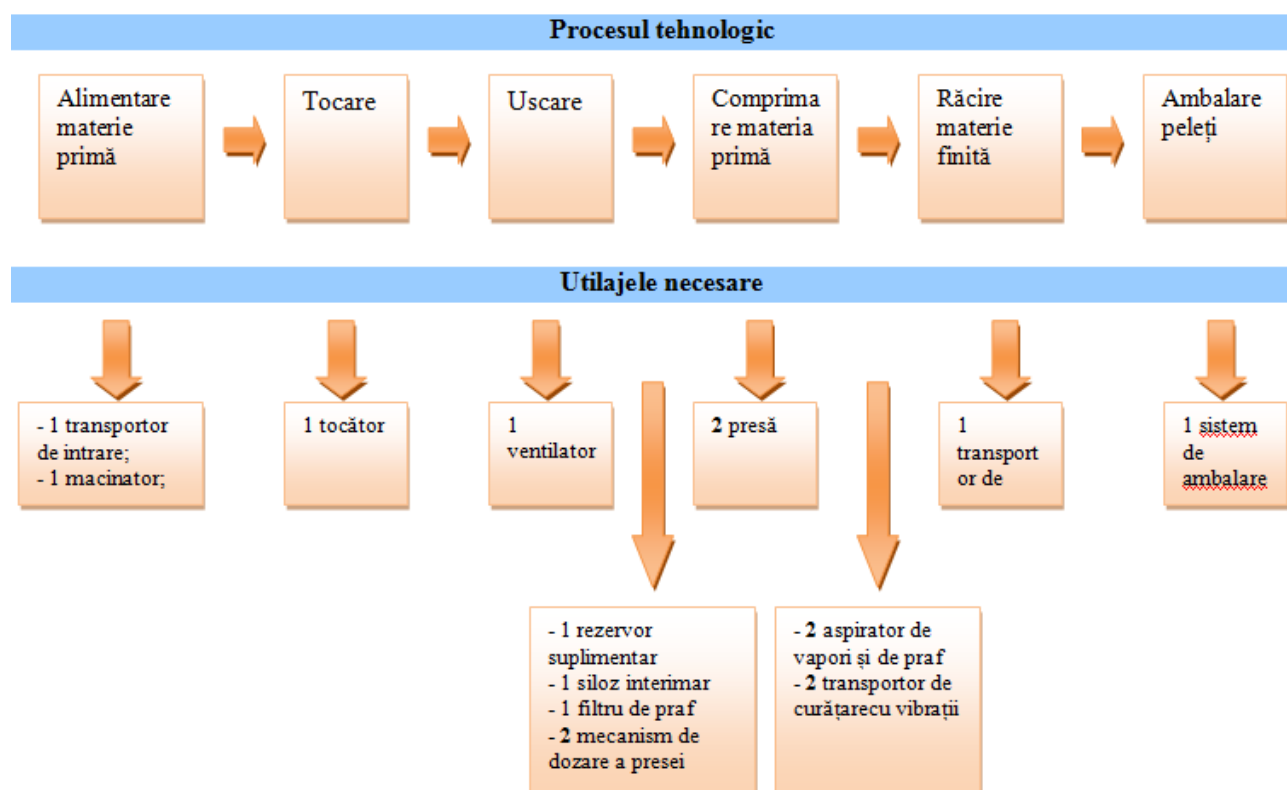 Procesul tehnologic
Alimentare
materie
primă
Tocare
Uscare
Comprima
re materia
primă
Răcire
materie
finită
Ambalare
peleți
Utilajele necesare
- 1 transportor
de intrare;
- 1 macinator;
1 tocător
1
ventilator
2 presă
1
transport
or de
1 sistem
de
ambalare
- 1 rezervor
suplimentar
- 1 siloz interimar
- 1 filtru de praf
- 2 mecanism de
dozare a presei
- 2 aspirator de
vapori și de praf
- 2 transportor de
curățarecu vibrații